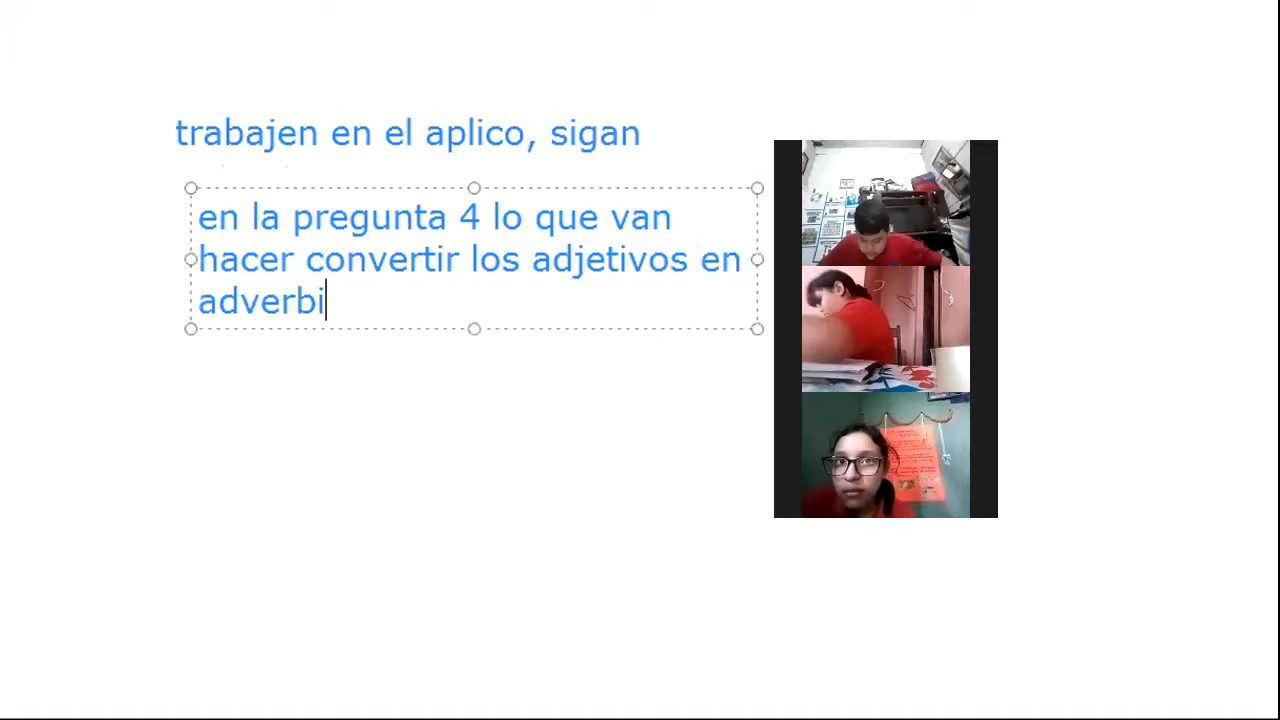 trabajen en el aplico, sigan
en la pregunta 4 lo que van
hacer convertir los adjetivos en
adverbi